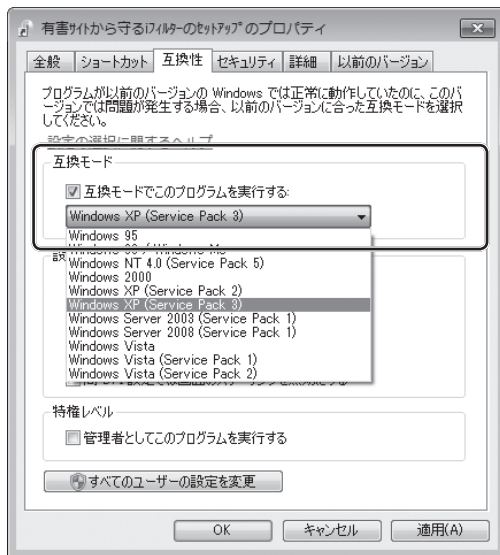 有害サイトから守るiフィルターのセットアップのプロパティ
全般 ショートカット 互換性 セキュリティ 詳細 以前のバージョン
プログラムが以前のバージョンの Windows では正常に動作していたのに、このバ
ージョンでは問題が発生する場合、以前のバージョンに合った互換モードを選択
してください。
設定の選択に関するヘルプ
互換モード
互換モードでこのプログラムを実行する:
Windows XP (Service Pack 3)
Windows 95
Windows NT 4.0 (Service Pack 5)
Windows 2000
Windows XP (Service Pack 2)
Windows XP (Service Pack 3)
Windows Server 2003 (Service Pack 1)
Windows Server 2008 (Service Pack 1)
Windows Vista
Windows Vista (Service Pack 1)
Windows Vista (Service Pack 2)
特権レベル
管理者としてこのプログラムを実行する
すべてのユーザーの設定を変更
OK キャンセル 適用(A)